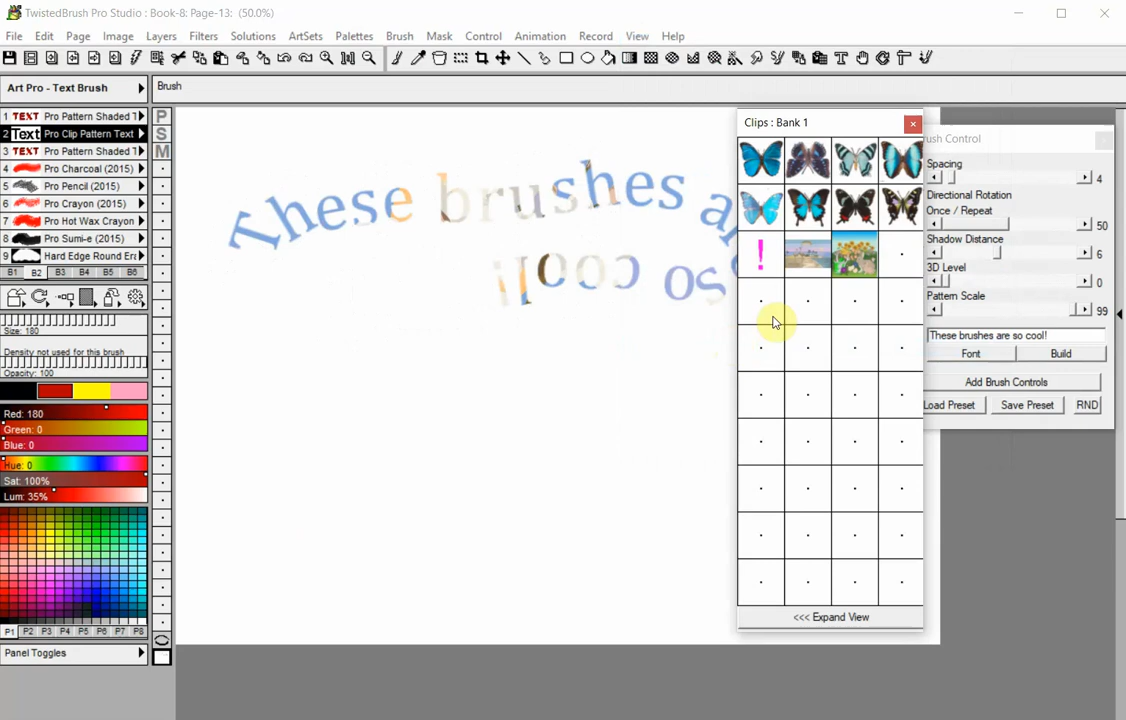 TwistedBrush Pro Studio : Book-8: Page-13: (50.0%)
File Edit Page Image Layers Filters Solutions ArtSets Palettes Brush Mask Control Animation Record View Help
Art Pro - Text Brush
Brush
1 TEXT Pro Pattern Shaded T
2 Text Pro Clip Pattern Text
3 TEXT Pro Pattern Shaded T
4 Pro Charcoal (2015)
5 Pro Pencil (2015)
6 Pro Crayon (2015)
7 Pro Hot Wax Crayon
8 Pro Sumi-e (2015)
9 Hard Edge Round Era
B1 B2 B3 B4 B5 B6
P
S
M
Size: 180
Density not used for this brush
Opacity: 100
Red: 180
Green: 0
Blue: 0
Hue: 0
Sat: 100%
Lum: 35%
P1 P2 P3 P4 P5 P6 P7 P8
Panel Toggles
These brushes a
so cool!
Clips : Bank 1
!
<<< Expand View
rush Control
Spacing
4
Directional Rotation
Once / Repeat
50
Shadow Distance
6
3D Level
0
Pattern Scale
99
These brushes are so cool!
Font Build
Add Brush Controls
Load Preset Save Preset RND